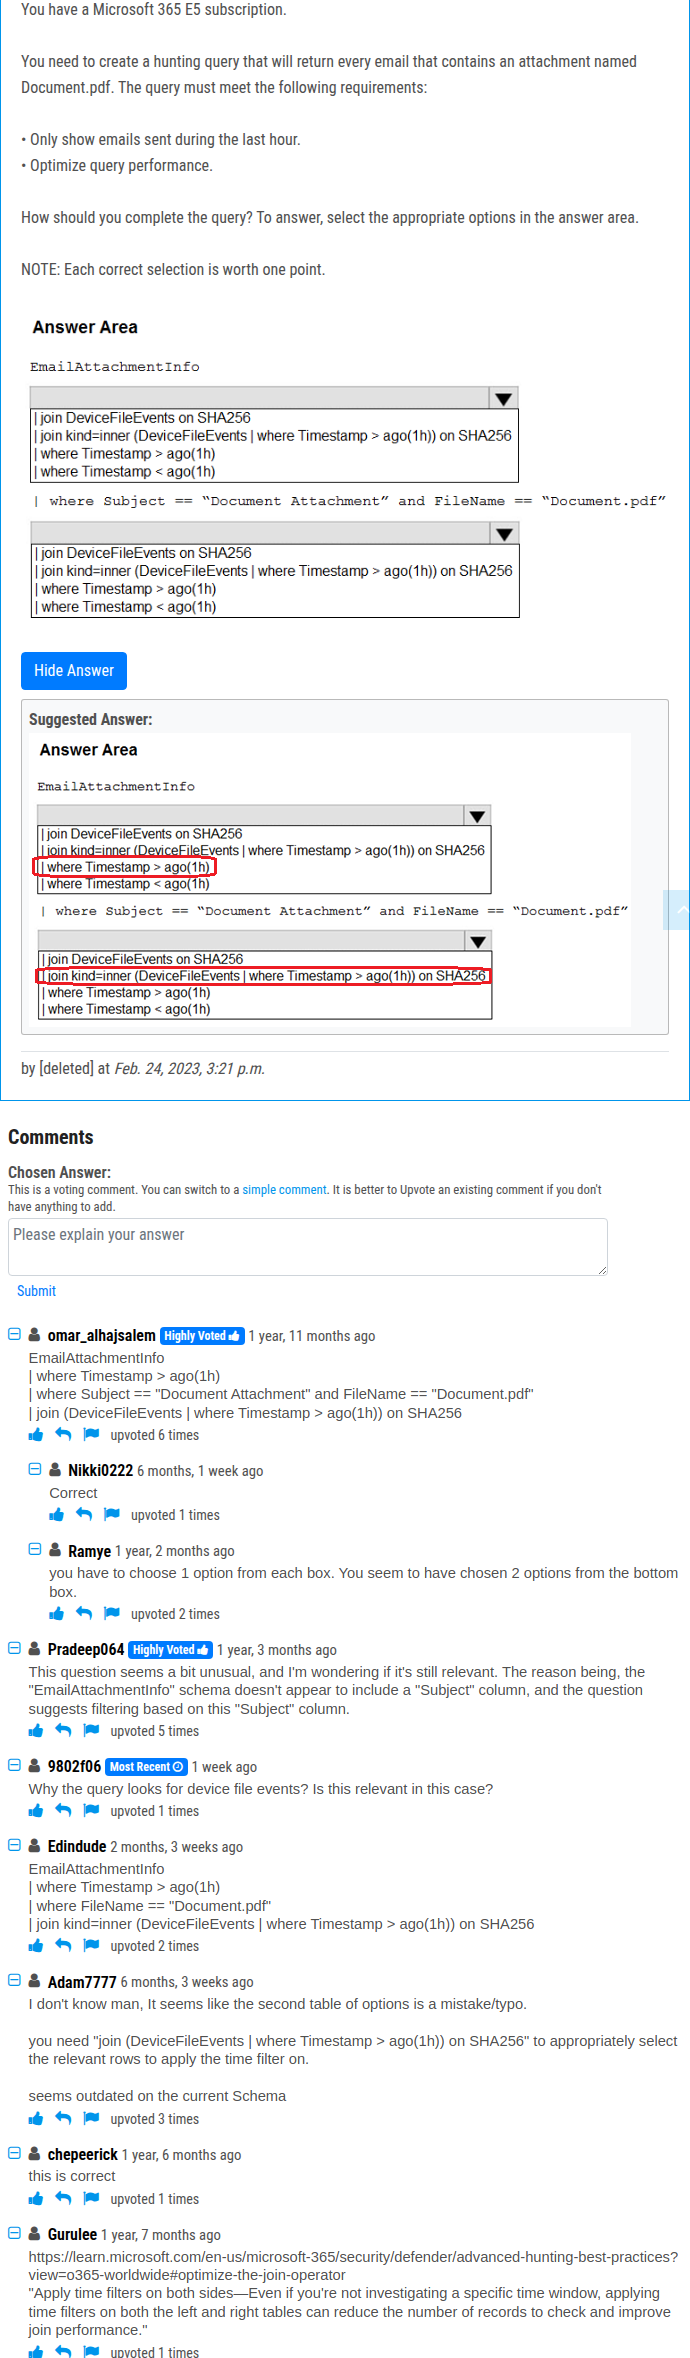 You have a Microsoft 365 E5 subscription.
You need to create a hunting query that will return every email that contains an attachment named
Document.pdf. The query must meet the following requirements:
• Only show emails sent during the last hour.
• Optimize query performance.
How should you complete the query? To answer, select the appropriate options in the answer area.
NOTE: Each correct selection is worth one point.
Answer Area
EmailAttachmentInfo
| join DeviceFileEvents on SHA256
| join kind=inner (DeviceFileEvents | where Timestamp > ago(1h)) on SHA256
| where Timestamp > ago(1h)
| where Timestamp < ago(1h)
| where Subject == “Document Attachment” and FileName == “Document.pdf”
| join DeviceFileEvents on SHA256
| join kind=inner (DeviceFileEvents | where Timestamp > ago(1h)) on SHA256
| where Timestamp > ago(1h)
| where Timestamp < ago(1h)
Hide Answer
Suggested Answer:
Answer Area
EmailAttachmentInfo
| join DeviceFileEvents on SHA256
| join kind=inner (DeviceFileEvents | where Timestamp > ago(1h)) on SHA256
| where Timestamp > ago(1h)
| where Timestamp < ago(1h)
| where Subject == “Document Attachment” and FileName == “Document.pdf”
| join DeviceFileEvents on SHA256
| join kind=inner (DeviceFileEvents | where Timestamp > ago(1h)) on SHA256
| where Timestamp > ago(1h)
| where Timestamp < ago(1h)
by [deleted] at Feb. 24, 2023, 3:21 p.m.
Comments
Chosen Answer:
This is a voting comment. You can switch to a simple comment. It is better to Upvote an existing comment if you don't
have anything to add.
Please explain your answer
Submit
omar_alhajsalem Highly Voted 1 year, 11 months ago
EmailAttachmentInfo
| where Timestamp > ago(1h)
| where Subject == "Document Attachment" and FileName == "Document.pdf"
| join (DeviceFileEvents | where Timestamp > ago(1h)) on SHA256
upvoted 6 times
Nikki0222 6 months, 1 week ago
Correct
upvoted 1 times
Ramye 1 year, 2 months ago
you have to choose 1 option from each box. You seem to have chosen 2 options from the bottom
box.
upvoted 2 times
Pradeep064 Highly Voted 1 year, 3 months ago
This question seems a bit unusual, and I'm wondering if it's still relevant. The reason being, the
"EmailAttachmentInfo" schema doesn't appear to include a "Subject" column, and the question
suggests filtering based on this "Subject" column.
upvoted 5 times
9802f06 Most Recent 1 week ago
Why the query looks for device file events? Is this relevant in this case?
upvoted 1 times
Edindude 2 months, 3 weeks ago
EmailAttachmentInfo
| where Timestamp > ago(1h)
| where FileName == "Document.pdf"
| join kind=inner (DeviceFileEvents | where Timestamp > ago(1h)) on SHA256
upvoted 2 times
Adam7777 6 months, 3 weeks ago
I don't know man, It seems like the second table of options is a mistake/typo.
you need "join (DeviceFileEvents | where Timestamp > ago(1h)) on SHA256" to appropriately select
the relevant rows to apply the time filter on.
seems outdated on the current Schema
upvoted 3 times
chepeerick 1 year, 6 months ago
this is correct
upvoted 1 times
Gurulee 1 year, 7 months ago
https://learn.microsoft.com/en-us/microsoft-365/security/defender/advanced-hunting-best-practices?
view=o365-worldwide#optimize-the-join-operator
"Apply time filters on both sides—Even if you're not investigating a specific time window, applying
time filters on both the left and right tables can reduce the number of records to check and improve
join performance."
upvoted 1 times